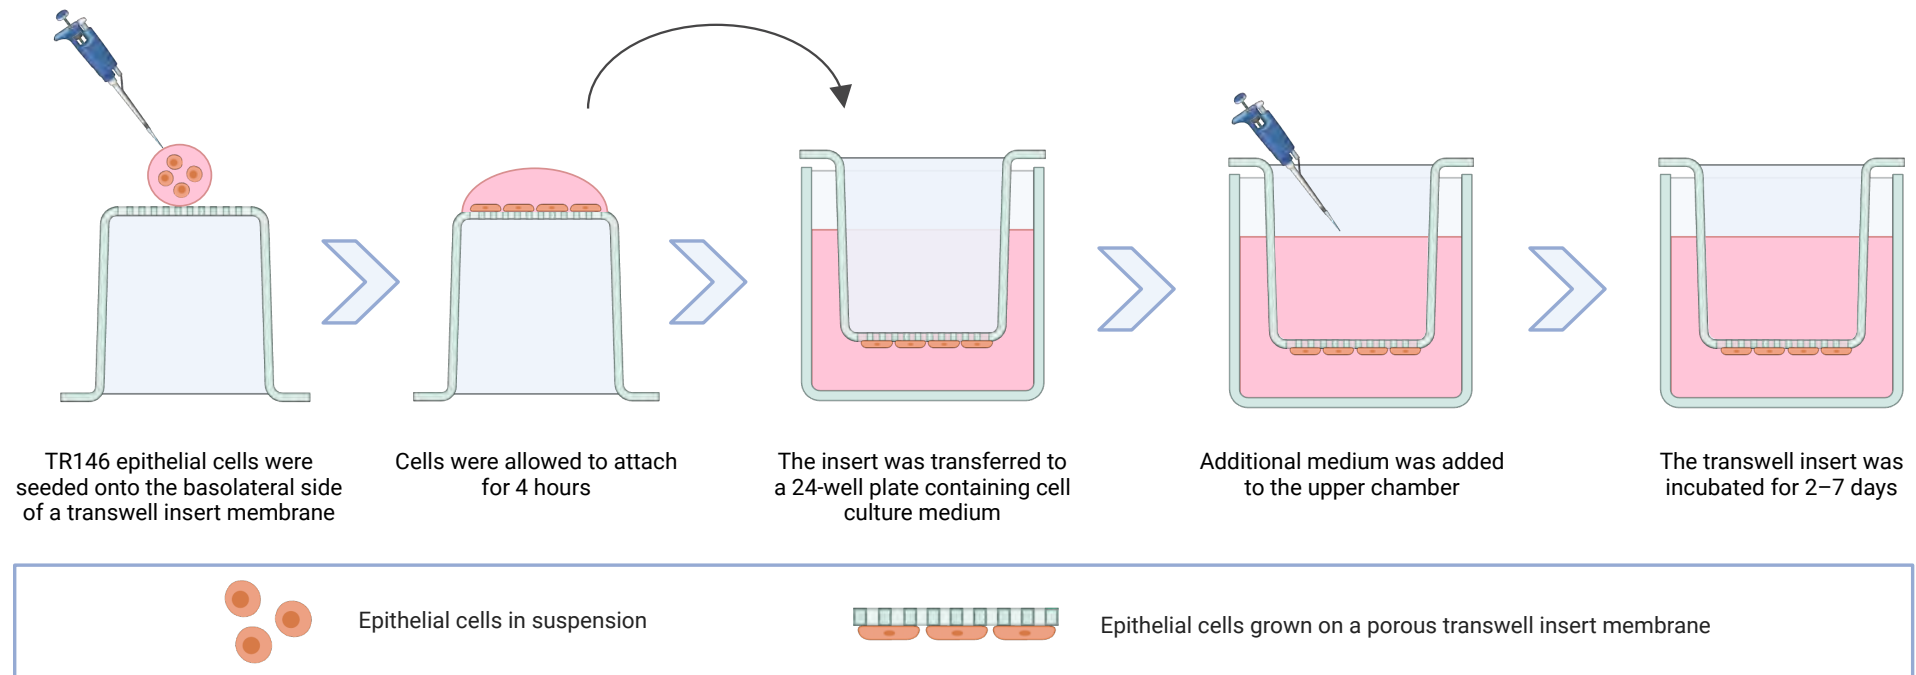 TR146 epithelial cells were
seeded onto the basolateral side
of a transwell insert membrane
Cells were allowed to attach
for 4 hours
The insert was transferred to
a 24-well plate containing cell
culture medium
Additional medium was added
to the upper chamber
The transwell insert was
incubated for 2–7 days
Epithelial cells in suspension
Epithelial cells grown on a porous transwell insert membrane